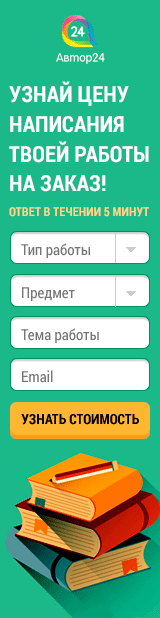 24
Автор24
УЗНАЙ ЦЕНУ
НАПИСАНИЯ
ТВОЕЙ РАБОТЫ
НА ЗАКАЗ!
ОТВЕТ В ТЕЧЕНИИ 5 МИНУТ
Тип работы
Предмет
Тема работы
Email
УЗНАТЬ СТОИМОСТЬ